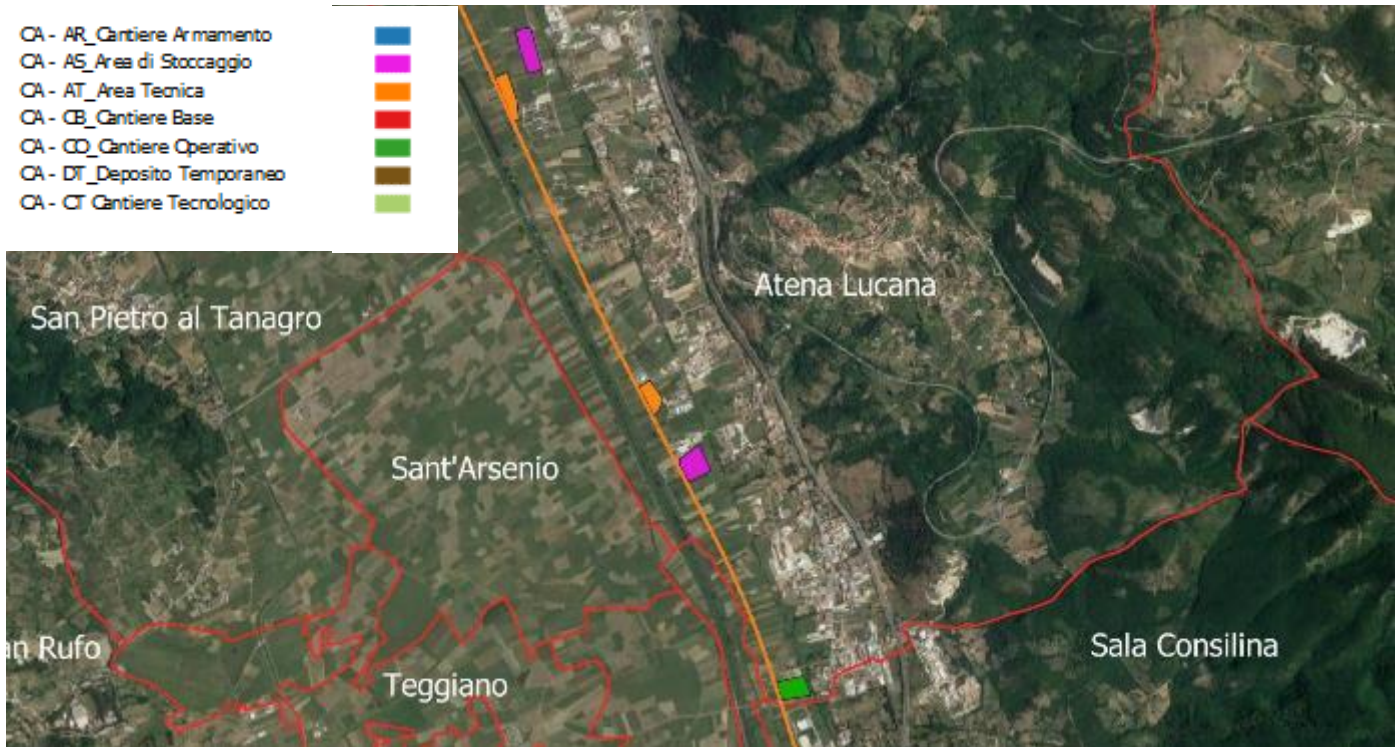 CA - AR_Cantiere Armamento
CA - AS_Area di Stoccaggio
CA - AT_Area Tecnica
CA - CB_Cantiere Base
CA - CO_Cantiere Operativo
CA - DT_Deposito Temporaneo
CA - CT Cantiere Tecnologico
Atena Lucana
San Pietro al Tanagro
Sant'Arsenio
an Rufo
Sala Consilina
Teggiano